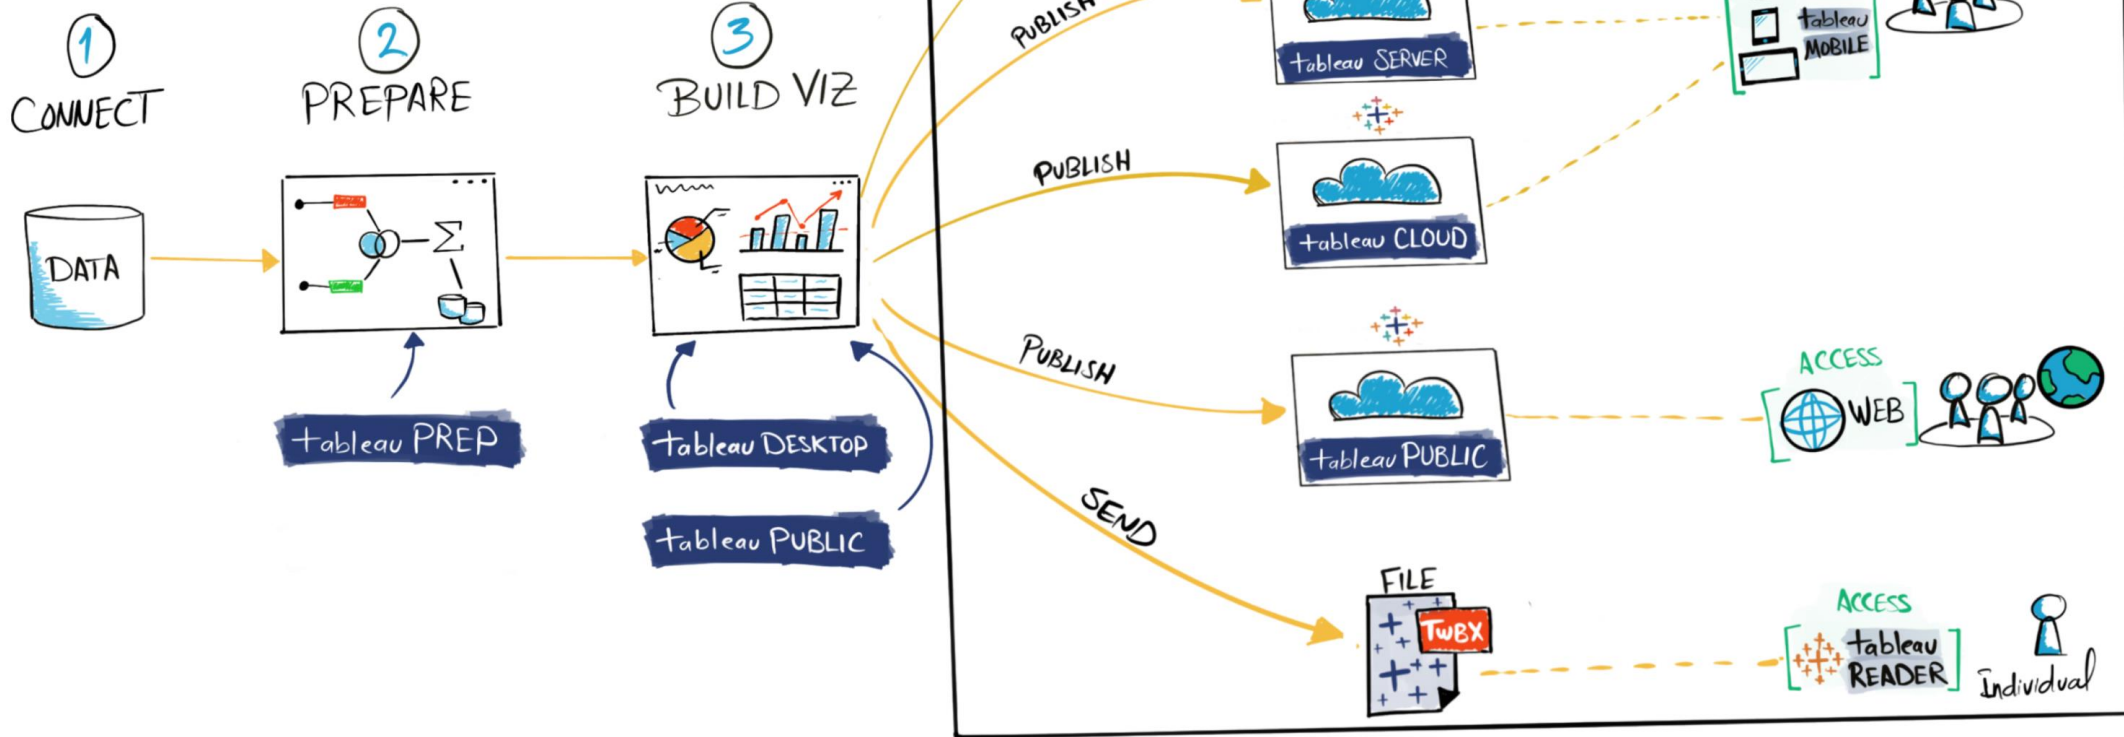 1
CONNECT
DATA
2
PREPARE
Σ
tableau PREP
3
BUILD VIZ
tableau DESKTOP
tableau PUBLIC
PUBLISH
tableau SERVER
tableau
MOBILE
PUBLISH
tableau CLOUD
PUBLISH
tableau PUBLIC
ACCESS
WEB
SEND
FILE
TWBX
ACCESS
tableau
READER
Individual